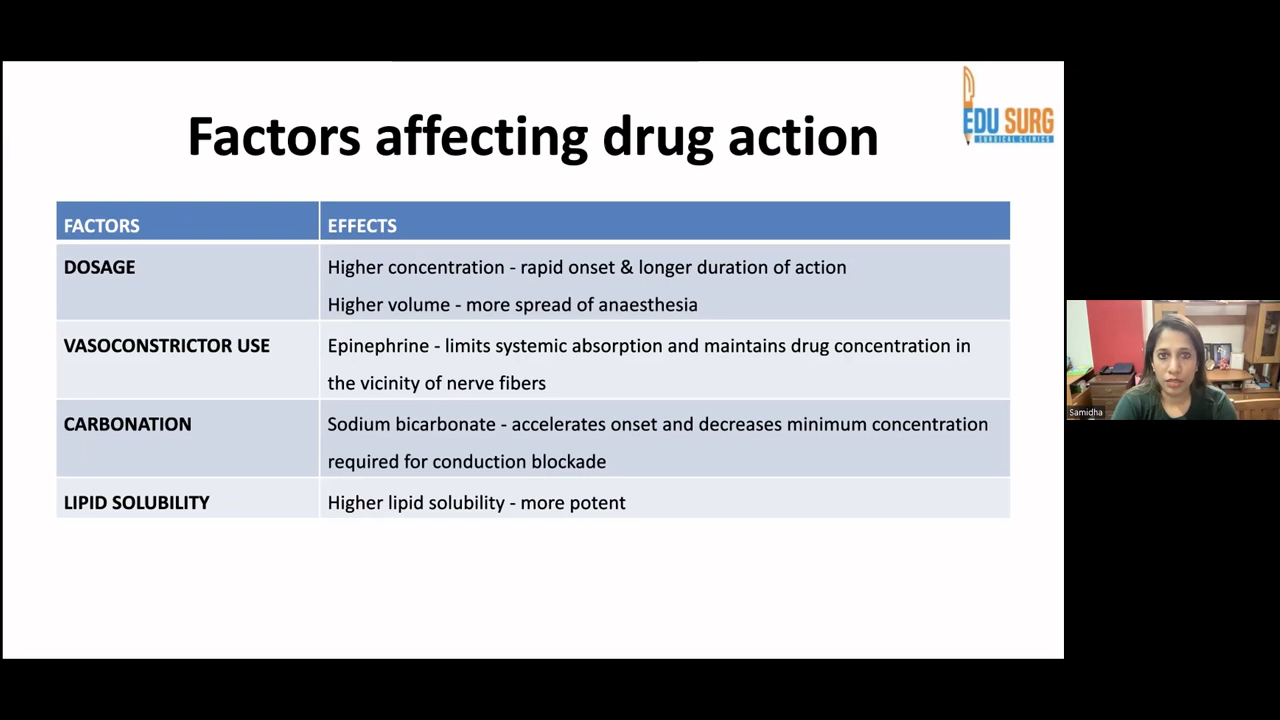 EDU SURG
SURGICAL CLINICS
Factors affecting drug action
FACTORS
EFFECTS
DOSAGE
Higher concentration - rapid onset & longer duration of action
Higher volume - more spread of anaesthesia
VASOCONSTRICTOR USE
Epinephrine - limits systemic absorption and maintains drug concentration in
the vicinity of nerve fibers
CARBONATION
Sodium bicarbonate - accelerates onset and decreases minimum concentration
required for conduction blockade
LIPID SOLUBILITY
Higher lipid solubility - more potent
Samidha